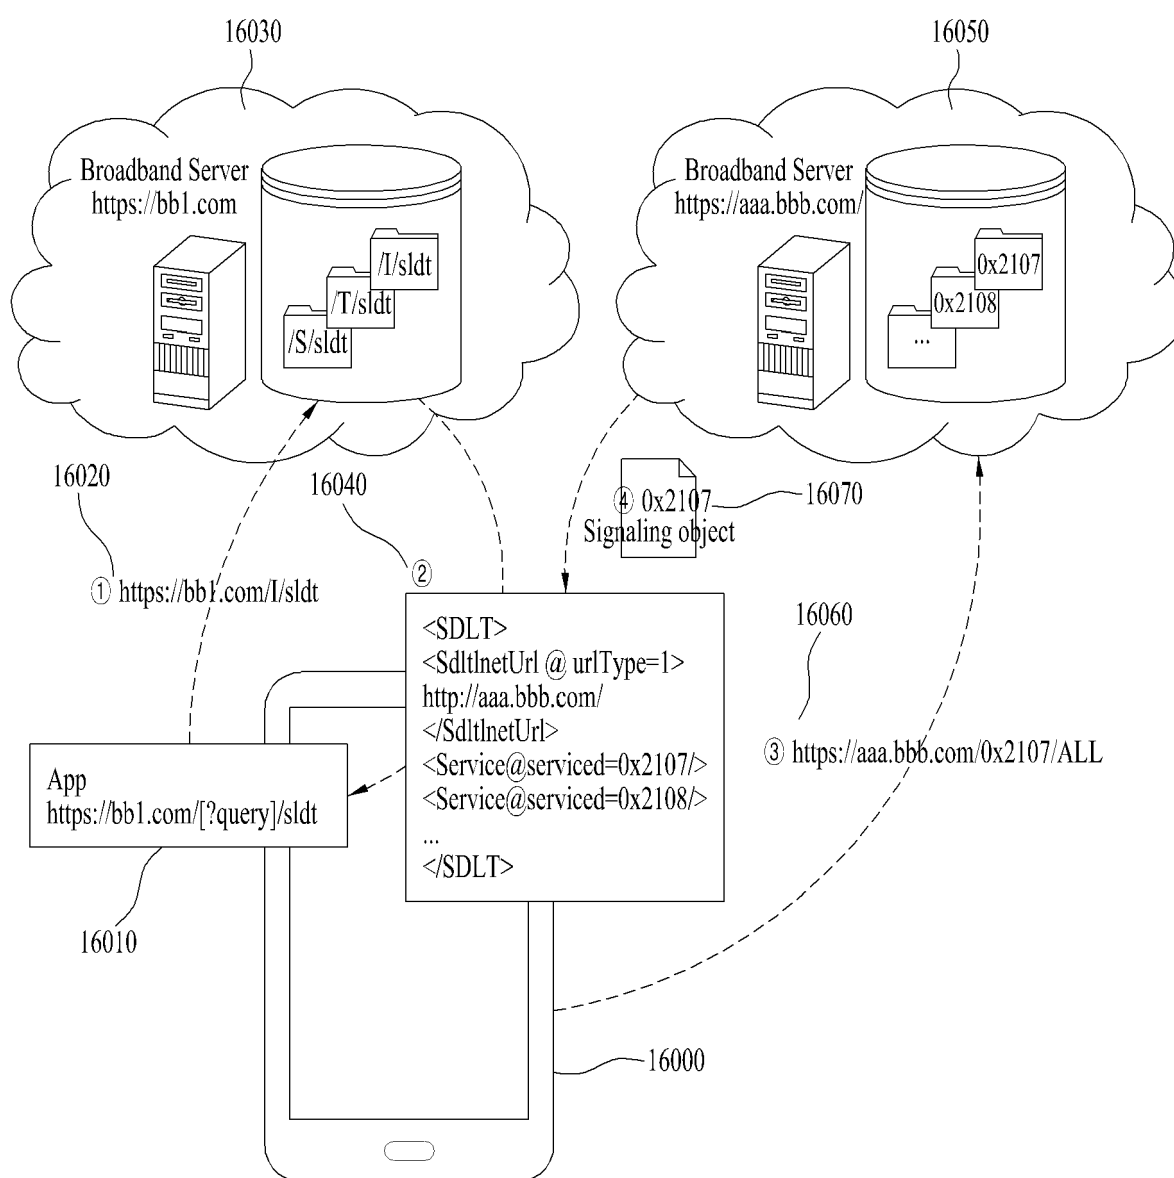 16030
16050
Broadband Server
https://bb1.com
/I/sldt
/T/sldt
/S/sldt
Broadband Server
https://aaa.bbb.com/
0x2107
0x2108
...
16020
16040
④ 0x2107
Signaling object
16070
① https://bb1.com/I/sldt
②
16060
③ https://aaa.bbb.com/0x2107/ALL
<SDLT>
<SdltInetUrl @ urlType=1>
http://aaa.bbb.com/
</SdltInetUrl>
<Service@serviced=0x2107/>
<Service@serviced=0x2108/>
...
</SDLT>
App
https://bb1.com/[?query]/sldt
16010
16000